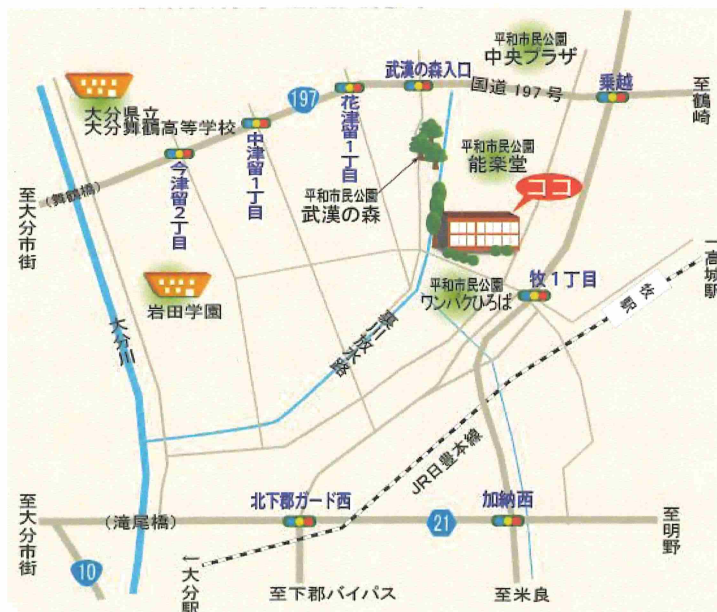 平和市民公園
中央プラザ
武漢の森入口
国道197号
乗越
至鶴崎
197
花津留1丁目
大分県立
大分舞鶴高等学校
中津留1丁目
今津留2丁目
平和市民公園
能楽堂
ココ
至大分市街
(舞鶴橋)
平和市民公園
武漢の森
岩田学園
平和市民公園
ワンパクひろば
牧1丁目
→高城駅
牧駅
大分川
裏川放水路
JR日豊本線
至大分市街
(滝尾橋)
北下郡ガード西
21
加納西
至明野
10
←大分駅
至下郡バイパス
至米良